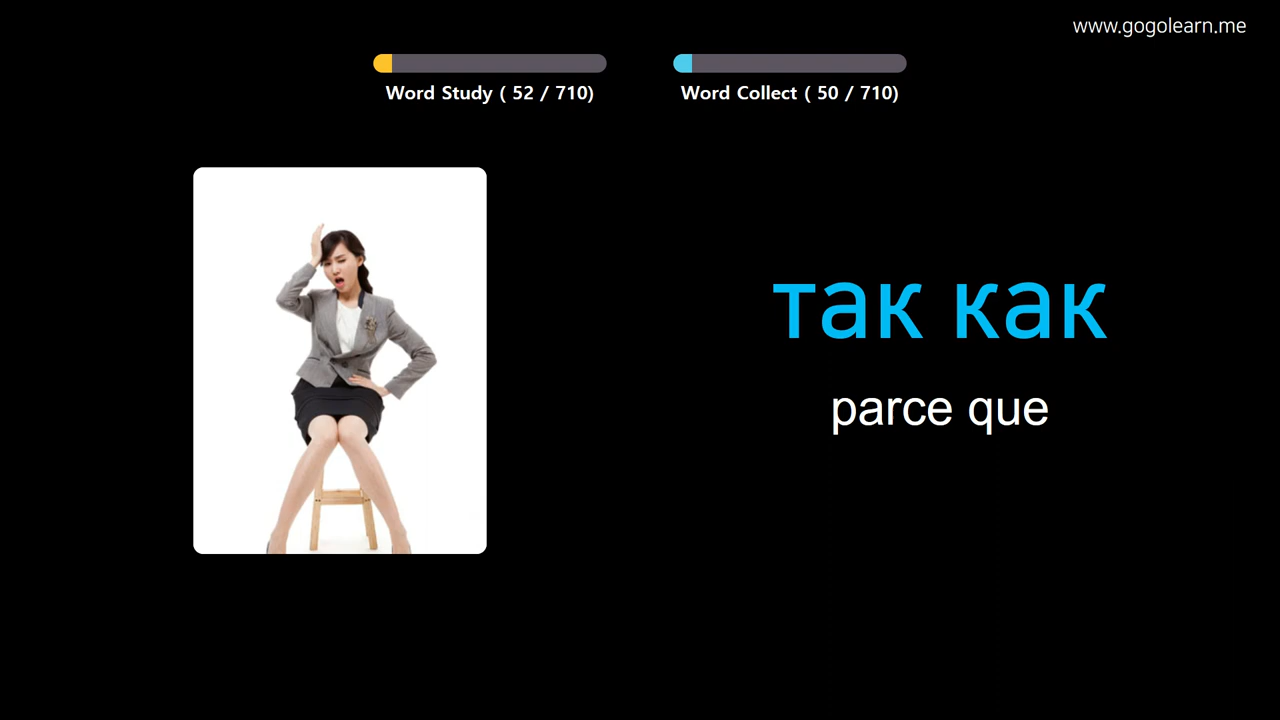 www.gogolearn.me
Word Study ( 52 / 710)
Word Collect ( 50 / 710)
так как
parce que